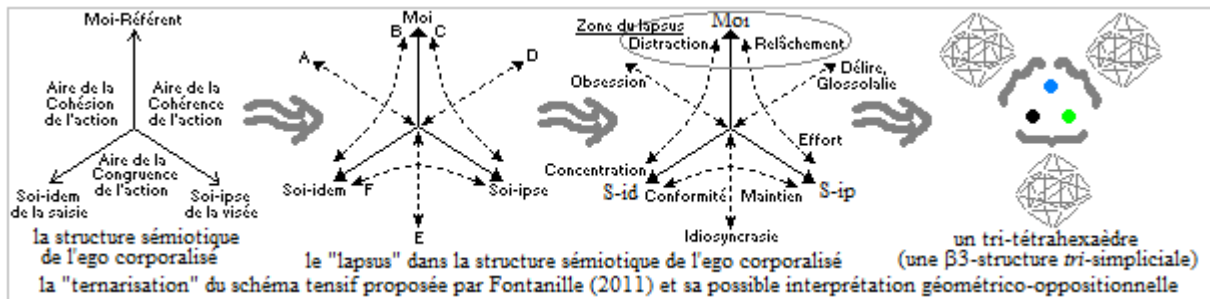 Moi-Référent
Aire de la
Cohésion
de l'action
Aire de la
Cohérence
de l'action
Aire de la
Congruence
de l'action
Soi-idem
de la saisie
Soi-ipse
de la visée
la structure sémiotique
de l'ego corporalisé
Moi
B
C
A
D
Soi-idem
F
Soi-ipse
E
Zone du lapsus
Moi
Distraction
Relâchement
Obsession
Délire,
Glossolalie
Effort
Concentration
S-id
Conformité
Maintien
S-ip
Idiosyncrasie
le "lapsus" dans la structure sémiotique de l'ego corporalisé
un tri-tétrahexaèdre
(une β3-structure tri-simpliciale)
la "ternarisation" du schéma tensif proposée par Fontanille (2011) et sa possible interprétation géométrico-oppositionnelle